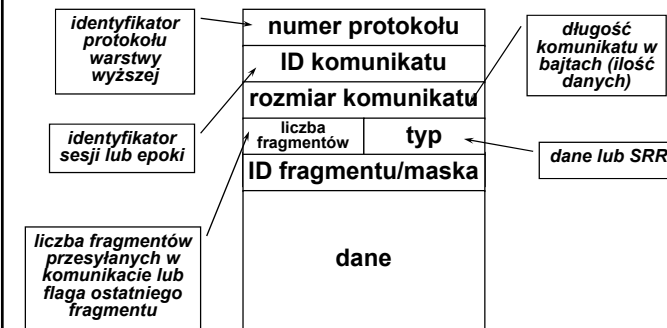 identyfikator
protokołu
warstwy
wyższej
numer protokołu
ID komunikatu
rozmiar komunikatu
liczba
fragmentów
typ
ID fragmentu/maska
dane
długość
komunikatu w
bajtach (ilość
danych)
identyfikator
sesji lub epoki
dane lub SRR
liczba fragmentów
przesyłanych w
komunikacie lub
flaga ostatniego
fragmentu